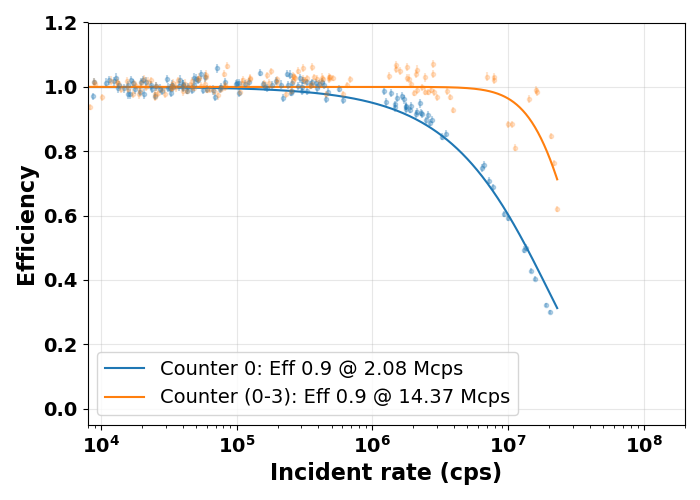 1.2
1.0
0.8
0.6
0.4
0.2
0.0
Efficiency
Counter 0: Eff 0.9 @ 2.08 Mcps
Counter (0-3): Eff 0.9 @ 14.37 Mcps
10⁴ 10⁵ 10⁶ 10⁷ 10⁸
Incident rate (cps)